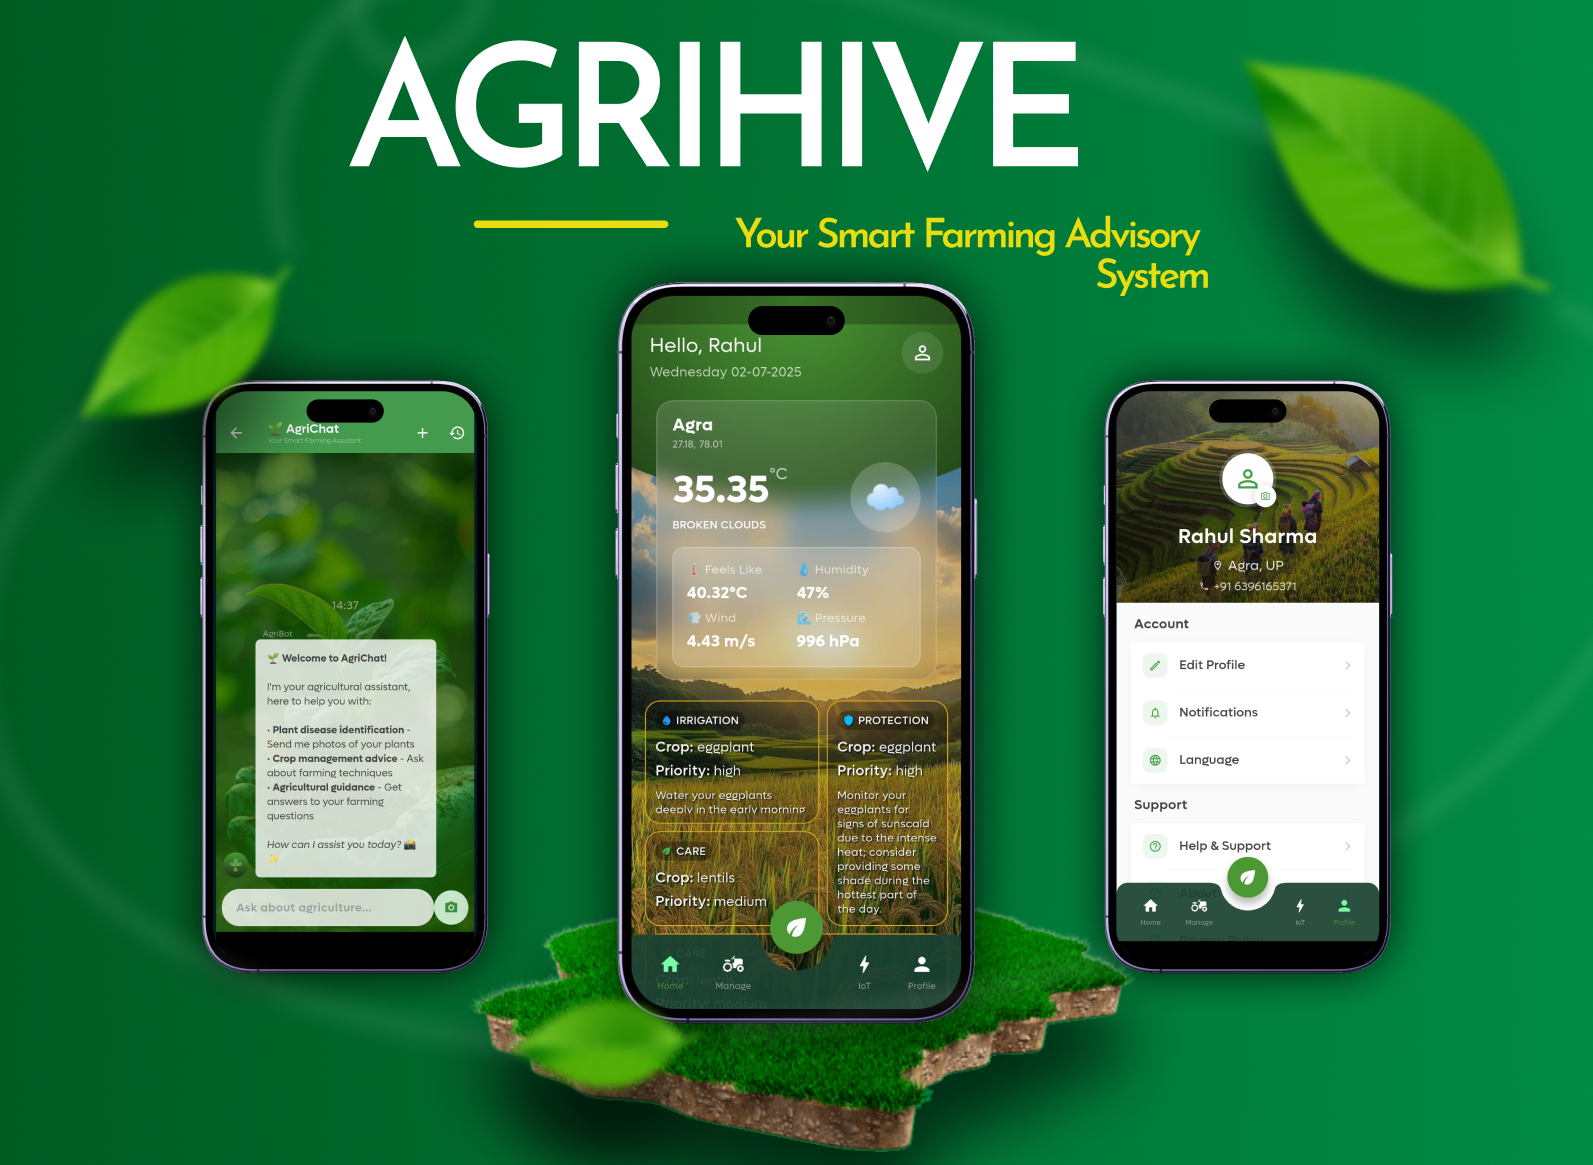 AGRIHIVE
Your Smart Farming Advisory
System
AgriChat
Your Smart Farming Assistant
14:37
AgriBot
Welcome to AgriChat!
I'm your agricultural assistant,
here to help you with:
• Plant disease identification -
Send me photos of your plants
• Crop management advice - Ask
about farming techniques
• Agricultural guidance - Get
answers to your farming
questions
How can I assist you today?
Ask about agriculture...
Hello, Rahul
Wednesday 02-07-2025
Agra
27.18, 78.01
35.35 °C
BROKEN CLOUDS
Feels Like
40.32°C
Humidity
47%
Wind
4.43 m/s
Pressure
996 hPa
IRRIGATION
Crop: eggplant
Priority: high
Water your eggplants
deeply in the early morning
CARE
Crop: lentils
Priority: medium
PROTECTION
Crop: eggplant
Priority: high
Monitor your
eggplants for
signs of sunscald
due to the intense
heat; consider
providing some
shade during the
hottest part of
the day.
CARE
Crop: lentils
Priority: medium
Home
Manage
IoT
Profile
Rahul Sharma
Agra, UP
+91 6396165371
Account
Edit Profile
Notifications
Language
Support
Help & Support
About
Privacy Policy
Home
Manage
IoT
Profile